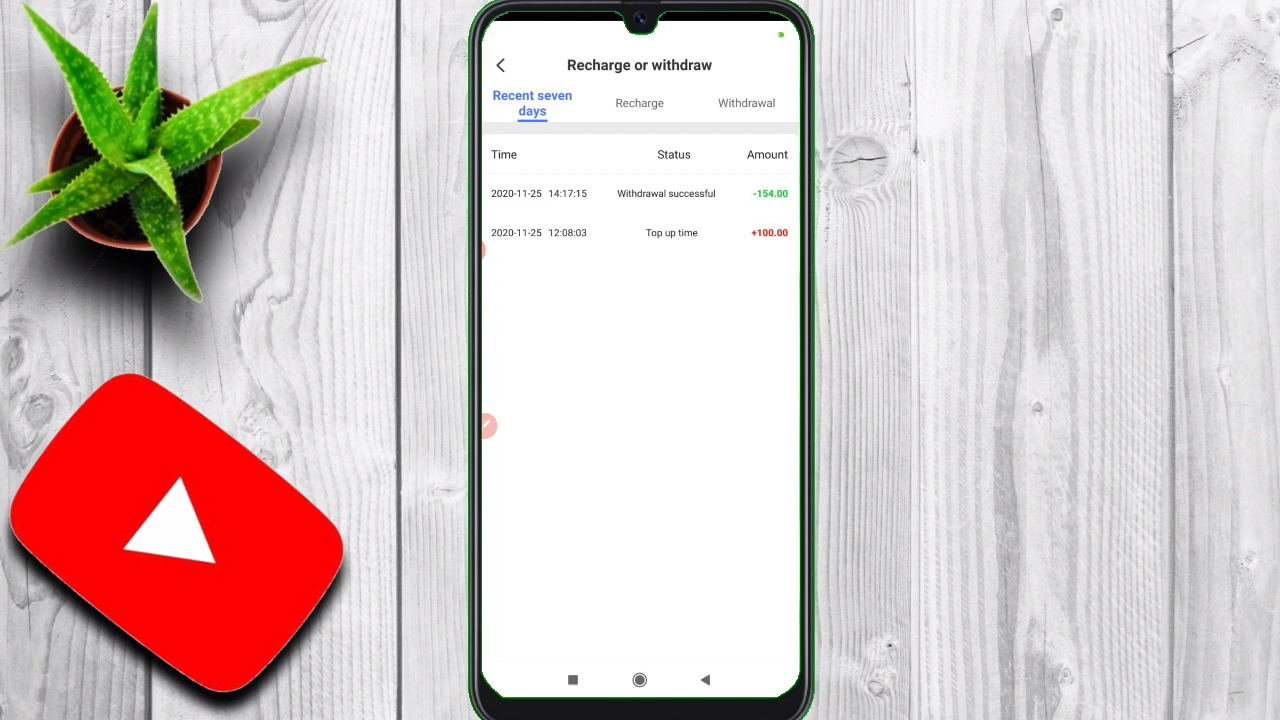 Recharge or withdraw
Recent seven
days
Recharge
Withdrawal
Time Status Amount
2020-11-25 14:17:15 Withdrawal successful -154.00
2020-11-25 12:08:03 Top up time +100.00